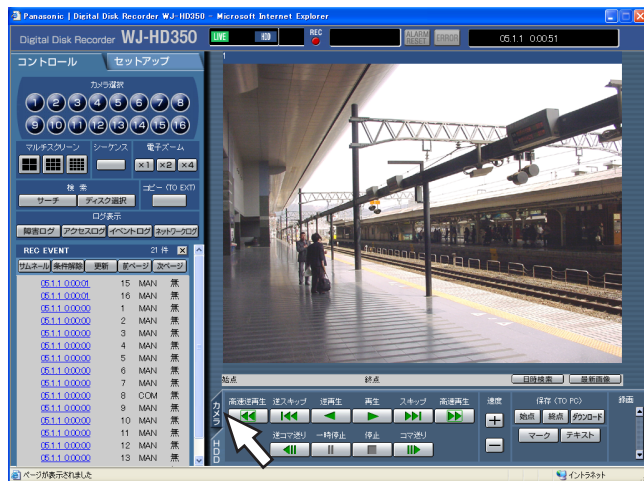 Panasonic | Digital Disk Recorder WJ-HD350 - Microsoft Internet Explorer
Digital Disk Recorder WJ-HD350
LIVE HDD REC ALARM RESET ERROR 05.1.1 0:00:51
コントロール セットアップ
カメラ選択
1 2 3 4 5 6 7 8
9 10 11 12 13 14 15 16
マルチスクリーン シーケンス 電子ズーム
×1 ×2 ×4
検 索 コピー (TO EXT)
サーチ ディスク選択
ログ表示
障害ログ アクセスログ イベントログ ネットワークログ
REC EVENT 21 件 X
サムネール 条件解除 更新 前ページ 次ページ
05.1.1 0:00:01 15 MAN 無
05.1.1 0:00:01 16 MAN 無
05.1.1 0:00:00 1 MAN 無
05.1.1 0:00:00 2 MAN 無
05.1.1 0:00:00 3 MAN 無
05.1.1 0:00:00 4 MAN 無
05.1.1 0:00:00 5 MAN 無
05.1.1 0:00:00 6 MAN 無
05.1.1 0:00:00 7 MAN 無
05.1.1 0:00:00 8 COM 無
05.1.1 0:00:00 9 MAN 無
05.1.1 0:00:00 10 MAN 無
05.1.1 0:00:00 11 MAN 無
05.1.1 0:00:00 12 MAN 無
05.1.1 0:00:00 13 MAN 無
1
始点 終点 日時検索 最新画像
カメラ
HDD
高速逆再生 逆スキップ 逆再生 再生 スキップ 高速再生 速度 保存 (TO PC) 録画
始点 終点 ダウンロード
逆コマ送り 一時停止 停止 コマ送り
マーク テキスト
ページが表示されました イントラネット